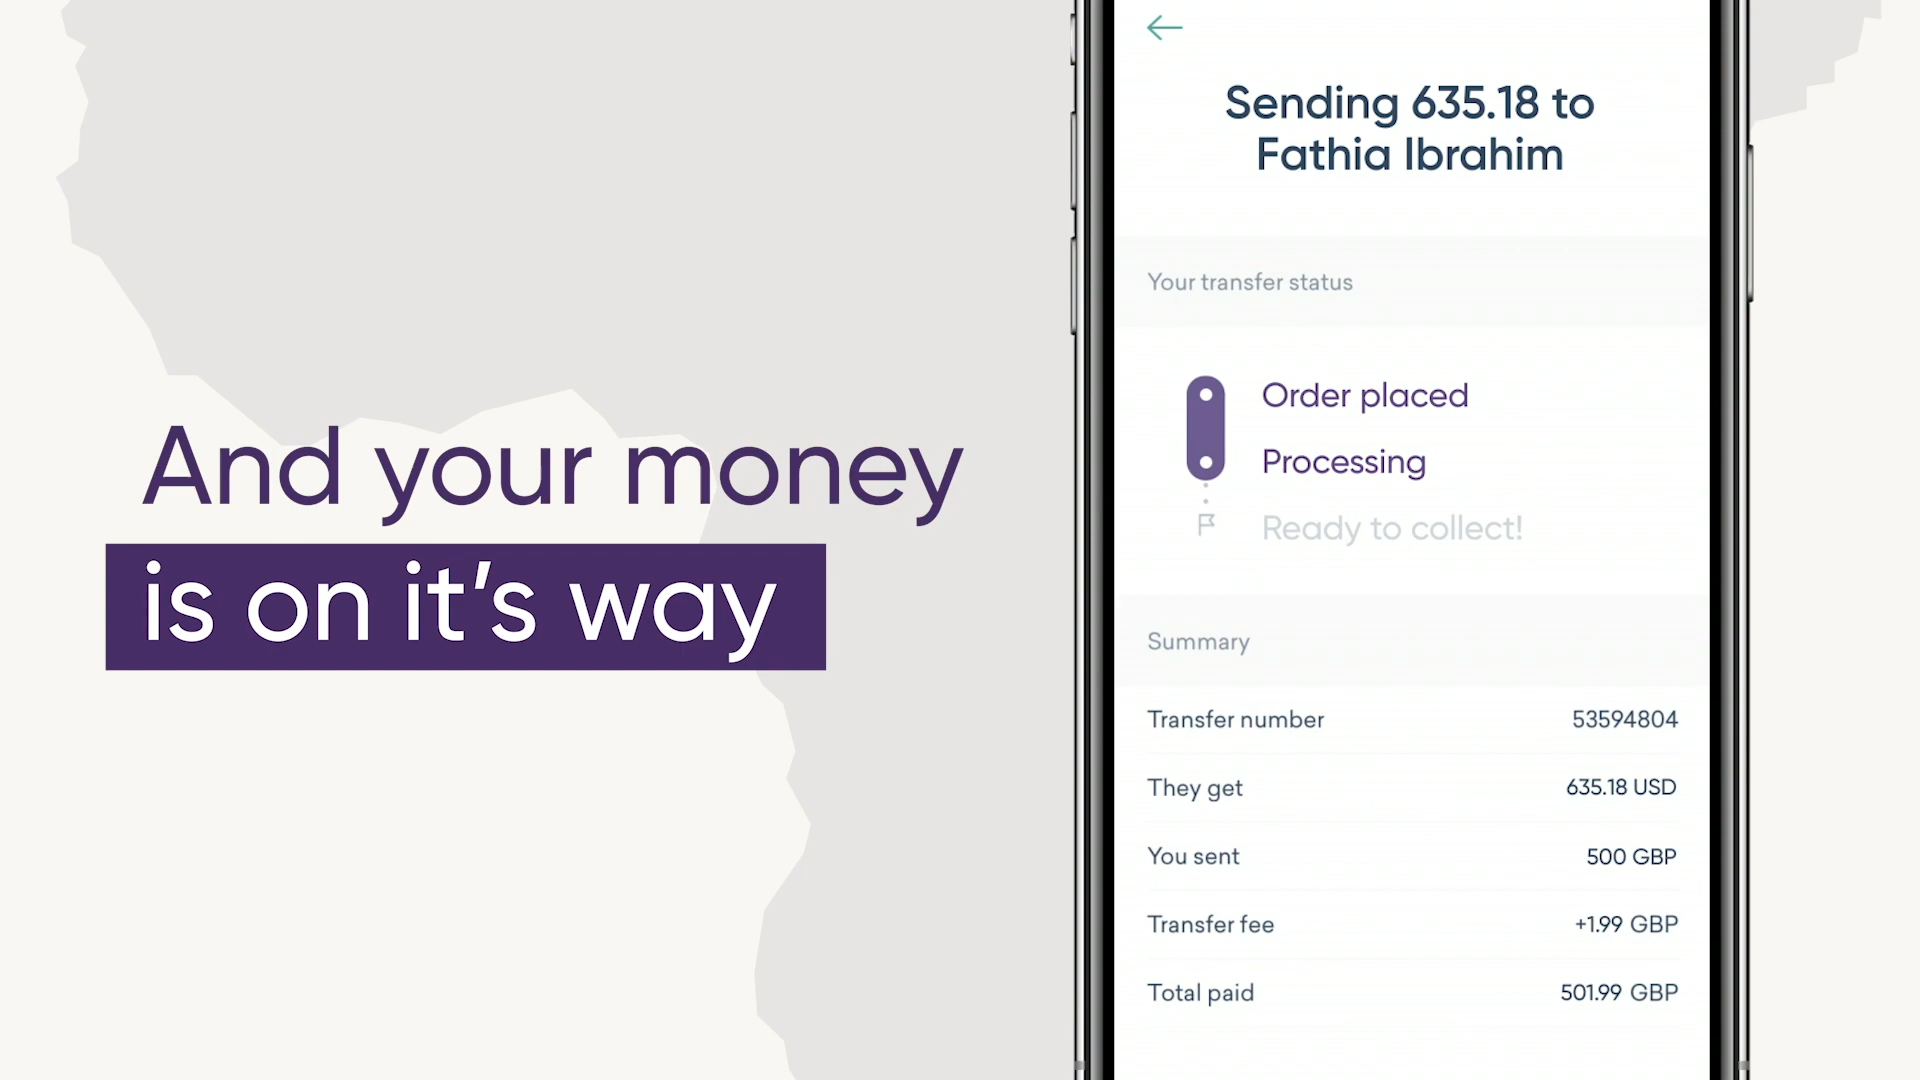 And your money
is on it's way
Sending 635.18 to
Fathia Ibrahim
Your transfer status
Order placed
Processing
Ready to collect!
Summary
Transfer number 53594804
They get 635.18 USD
You sent 500 GBP
Transfer fee +1.99 GBP
Total paid 501.99 GBP